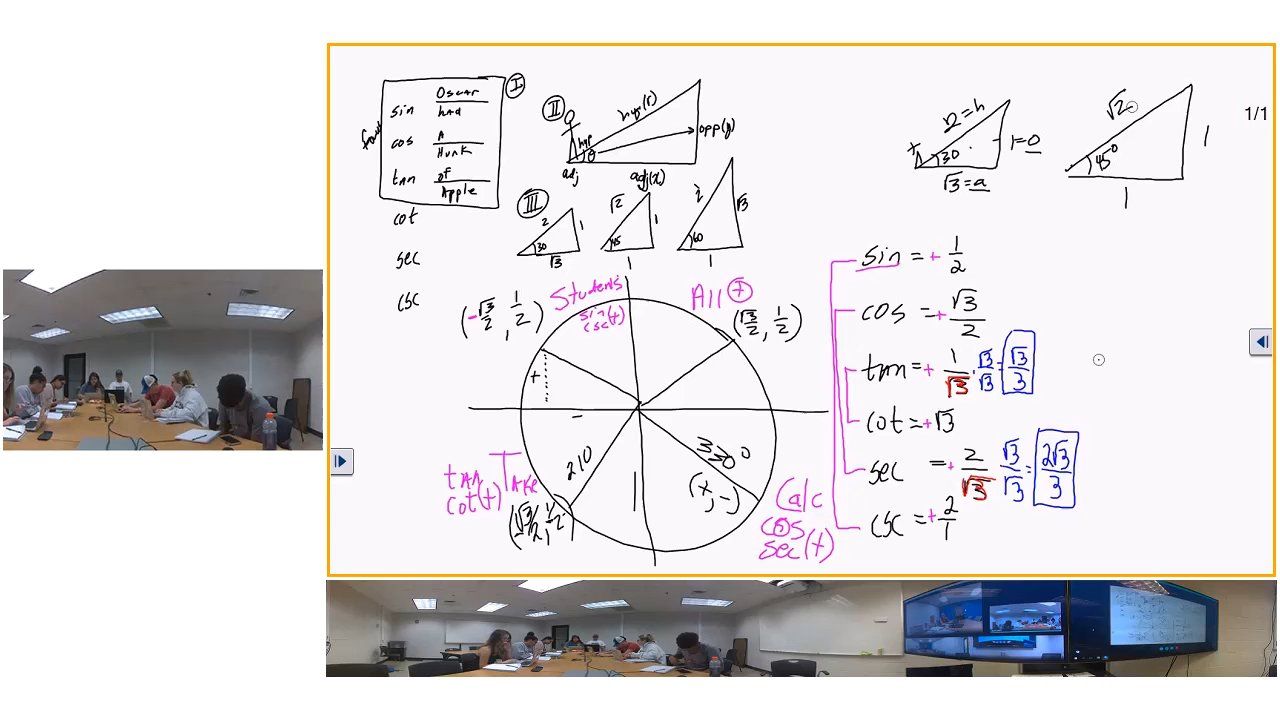 I
sin Oscar/had
cos A/Hunk
tan of/Apple
cot
sec
csc
II
hyp(r)
hyp
θ
opp(y)
adj
adj(x)
III
2
1
30
√3
√2
1
45
1
2
√3
60
1
2=h
1=o
30
√3=a
√2
1
45°
1
1/1
Students
sin
csc(+)
All +
(-√3/2, 1/2)
(√3/2, 1/2)
+
-
210
330°
(+, -)
tan
cot(+)
Take
Calc
cos
sec(+)
sin = + 1/2
cos = + √3/2
tan = + 1/√3 · √3/√3 = √3/3
cot = + √3
sec = + 2/√3 √3/√3 = 2√3/3
csc = + 2/1